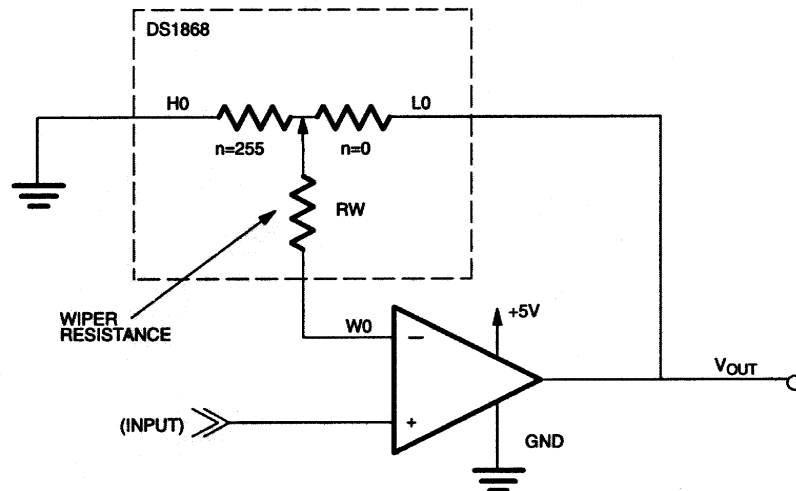 DS1868
H0
L0
n=255
n=0
RW
WIPER
RESISTANCE
W0
+5V
−
VOUT
(INPUT)
+
GND